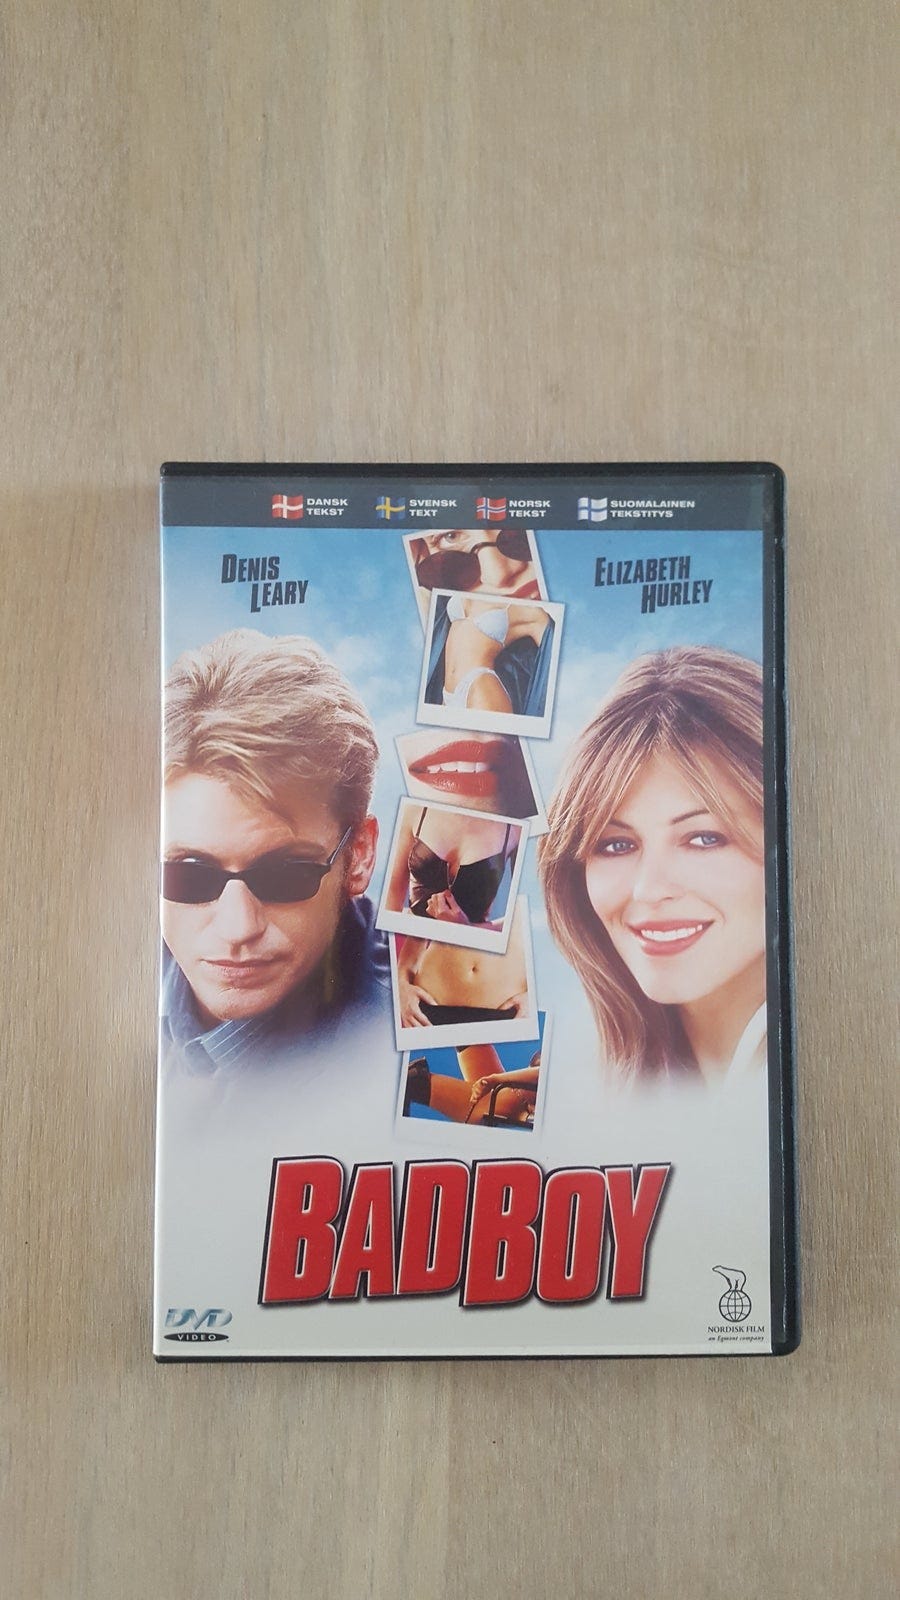 DANSK
TEKST
SVENSK
TEXT
NORSK
TEKST
SUOMALAINEN
TEKSTITYS
DENIS
LEARY
ELIZABETH
HURLEY
BADBOY
DVD
VIDEO
NORDISK FILM
an Egmont company